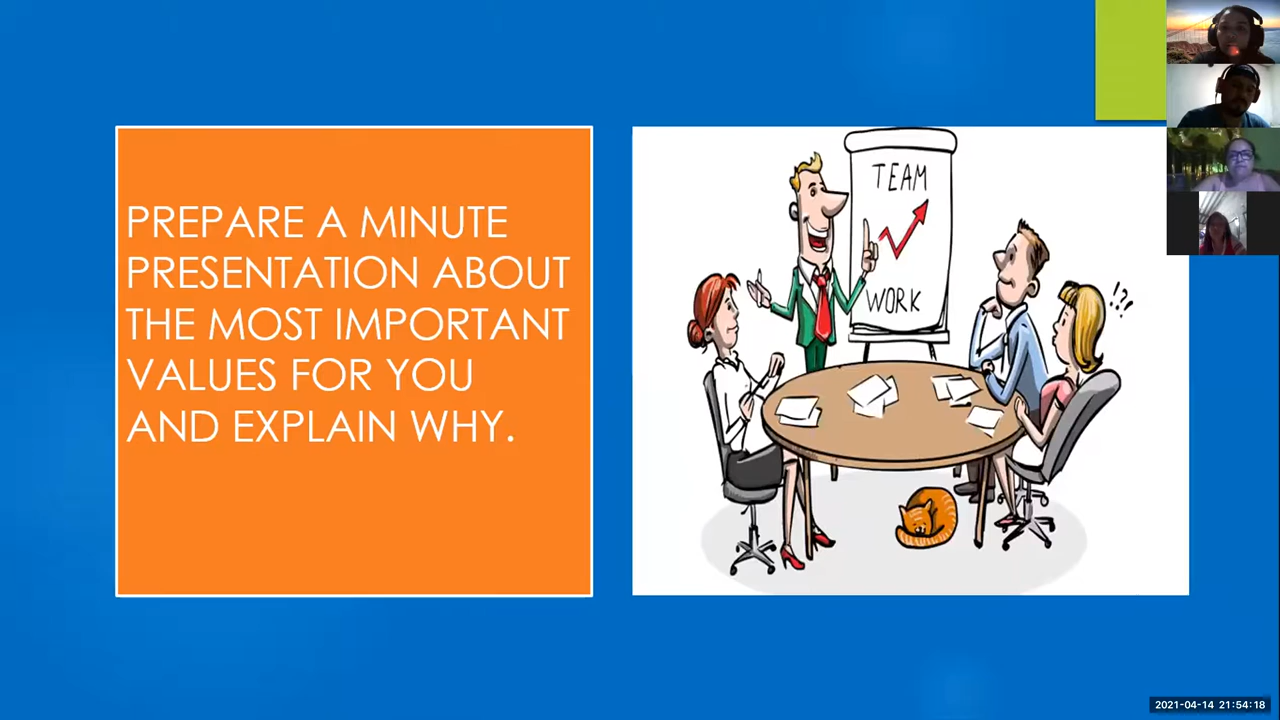 PREPARE A MINUTE
PRESENTATION ABOUT
THE MOST IMPORTANT
VALUES FOR YOU
AND EXPLAIN WHY.
TEAM
WORK
!?!
2021-04-14 21:54:18